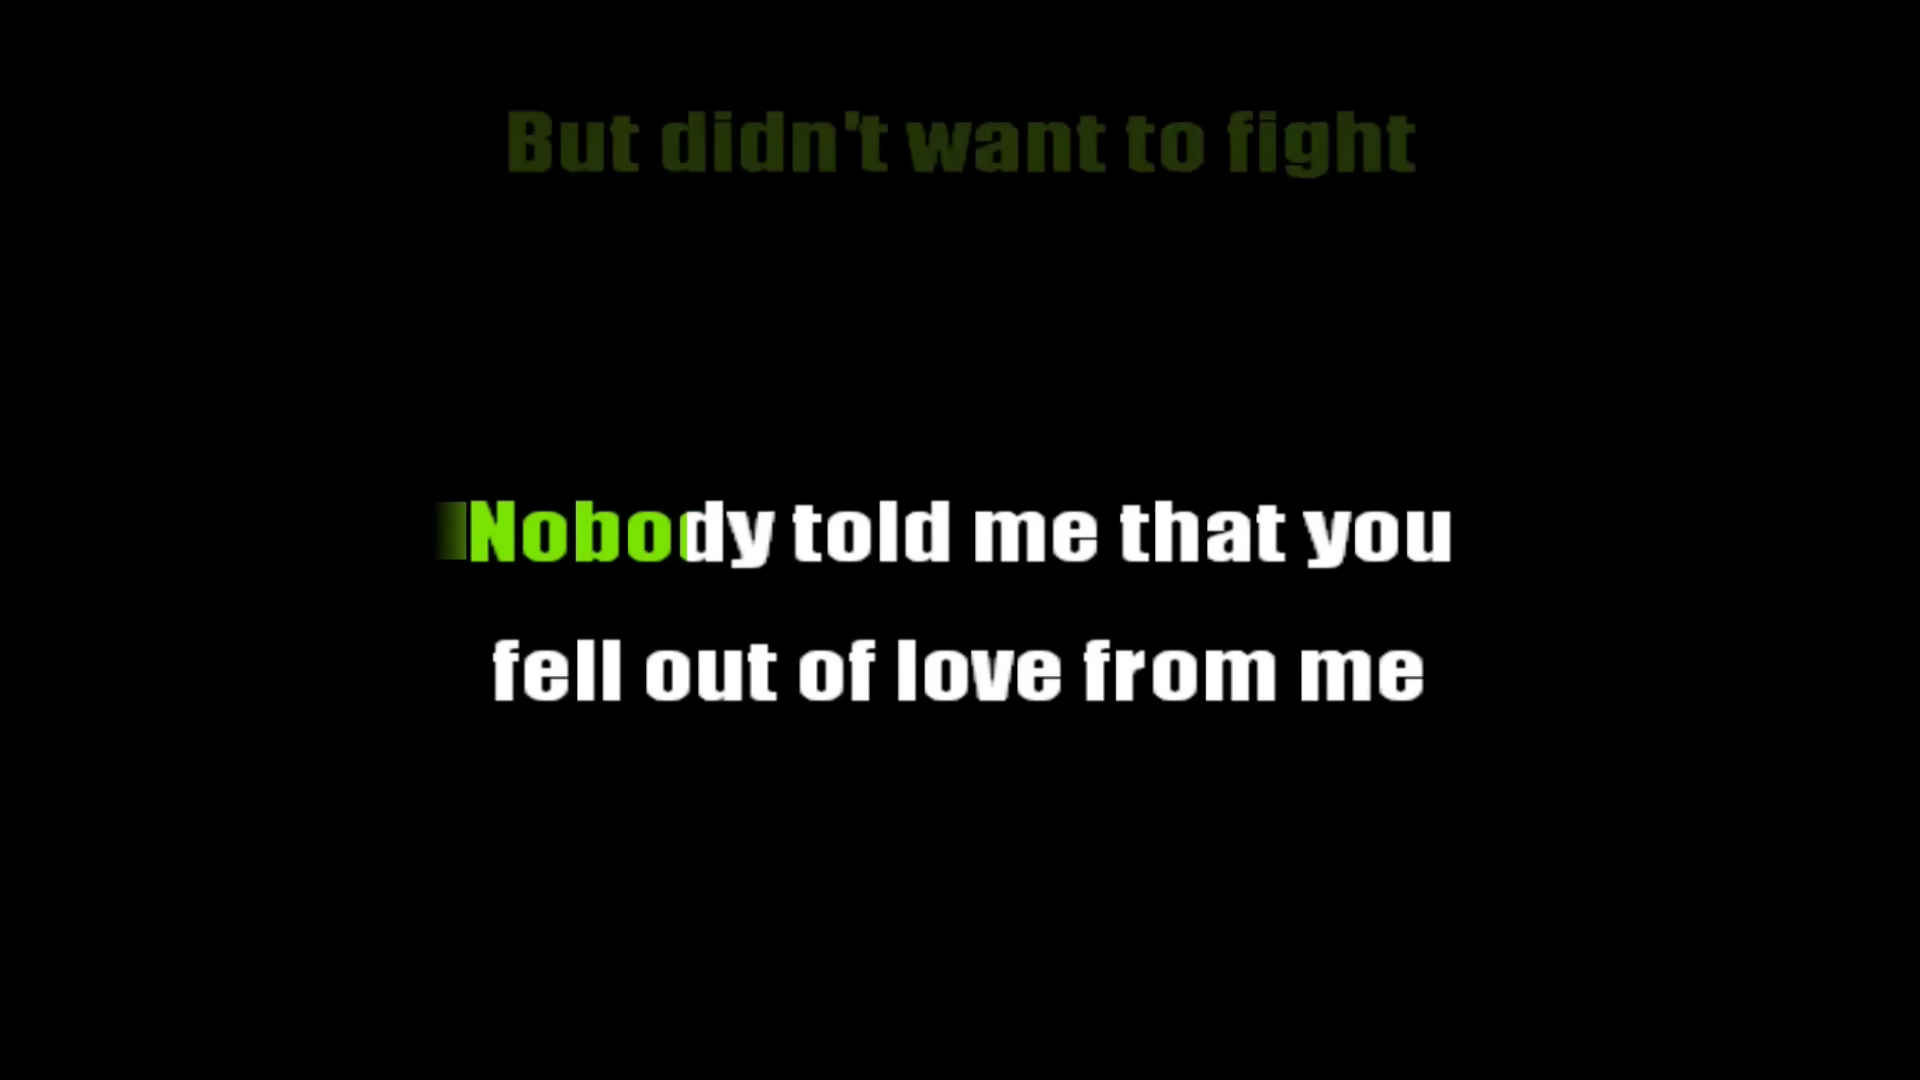 But didn't want to fight
Nobody told me that you
fell out of love from me